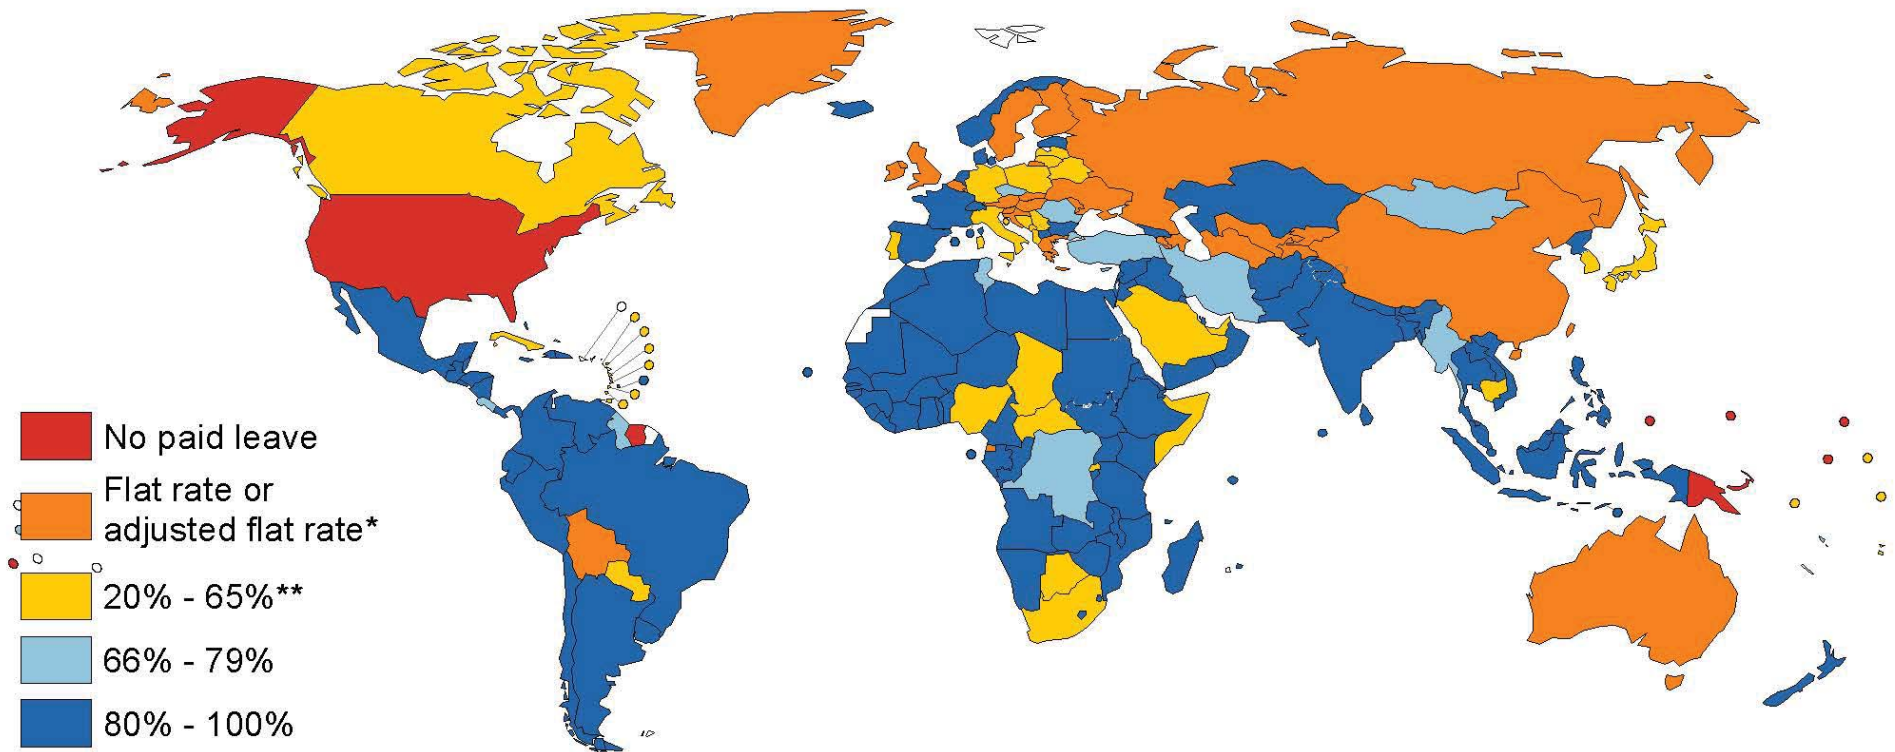 No paid leave
Flat rate or
adjusted flat rate*
20% - 65%**
66% - 79%
80% - 100%